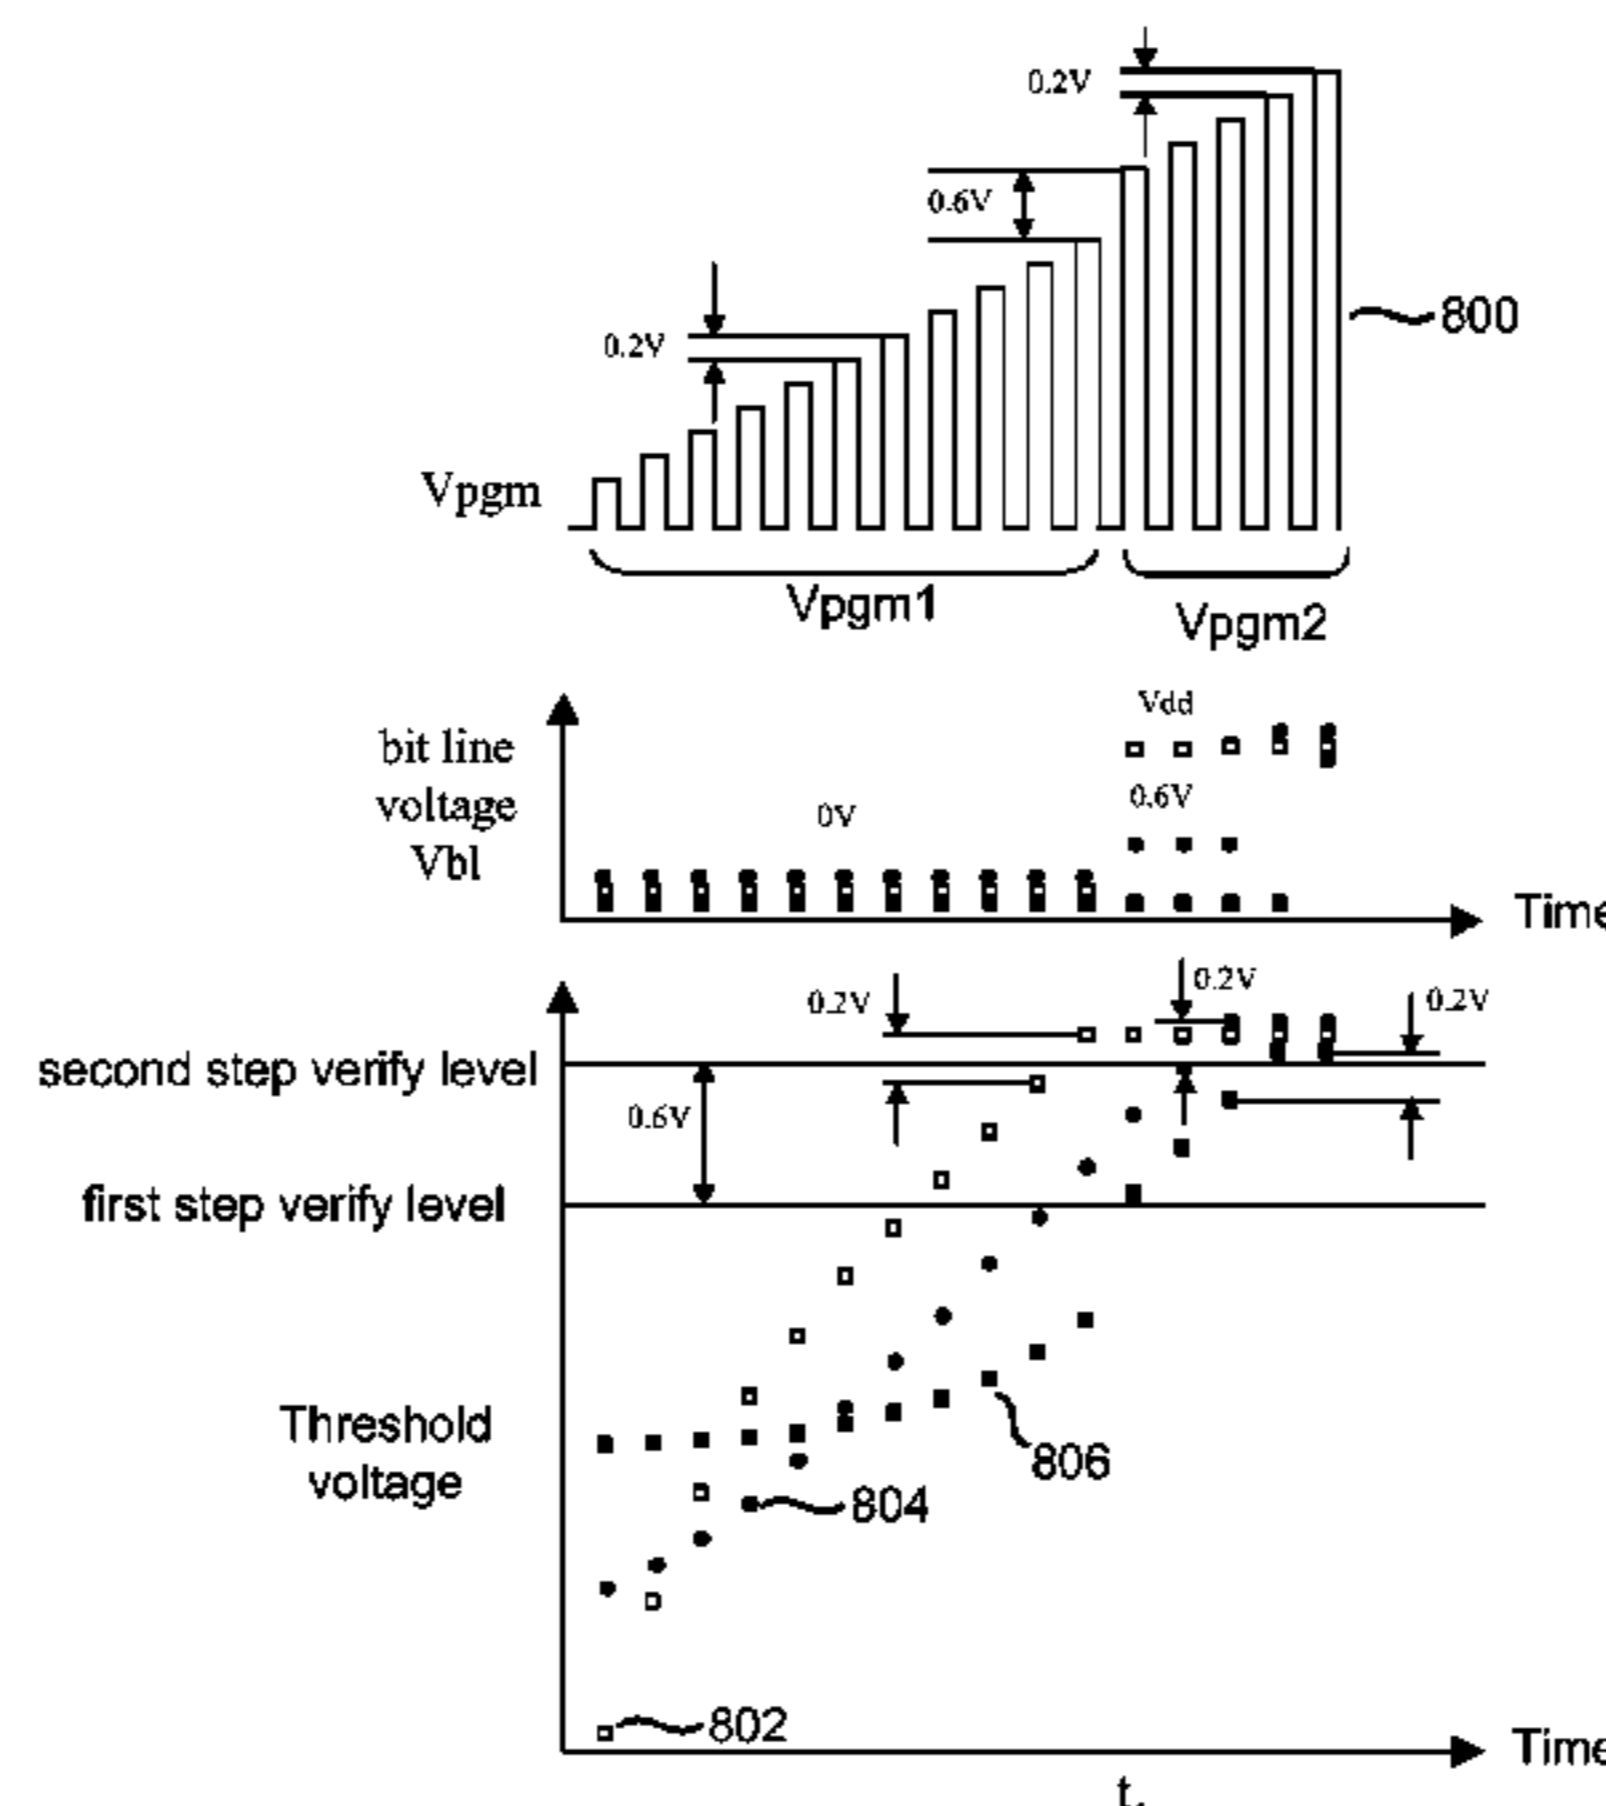 0.2V
0.6V
800
0.2V
Vpgm
Vpgm1
Vpgm2
Vdd
bit line
voltage
Vbl
0.6V
0V
Time
0.2V
0.2V
0.2V
second step verify level
0.6V
first step verify level
Threshold
voltage
806
804
802
Time
t.